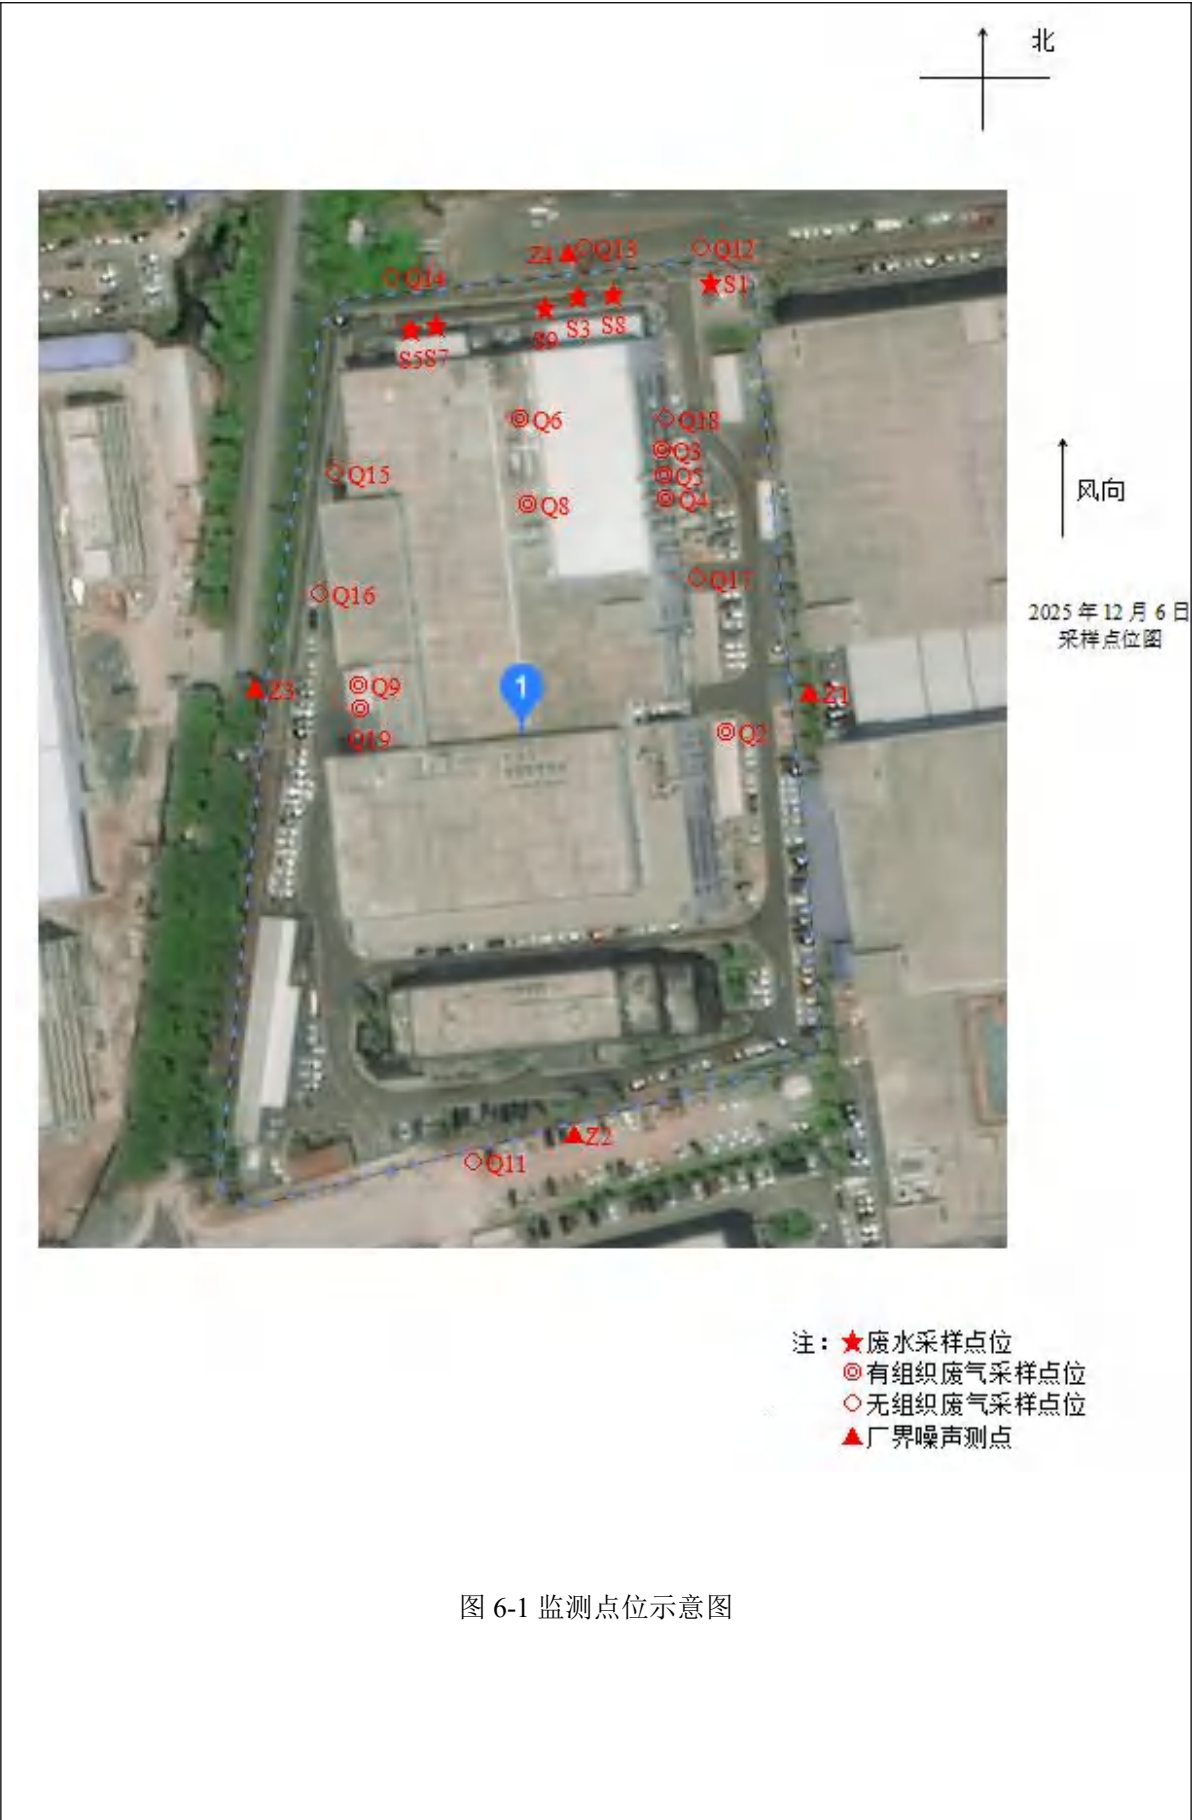 北
Z4
Q13
Q12
Q14
S1
S9
S3
S8
S5
S7
Q6
Q18
Q3
Q15
Q5
Q8
Q4
风向
Q17
Q16
2025 年 12 月 6 日
采样点位图
Z3
Q9
1
Z1
Q19
Q2
Z2
Q11
注：★废水采样点位
◎有组织废气采样点位
○无组织废气采样点位
▲厂界噪声测点
图 6-1 监测点位示意图